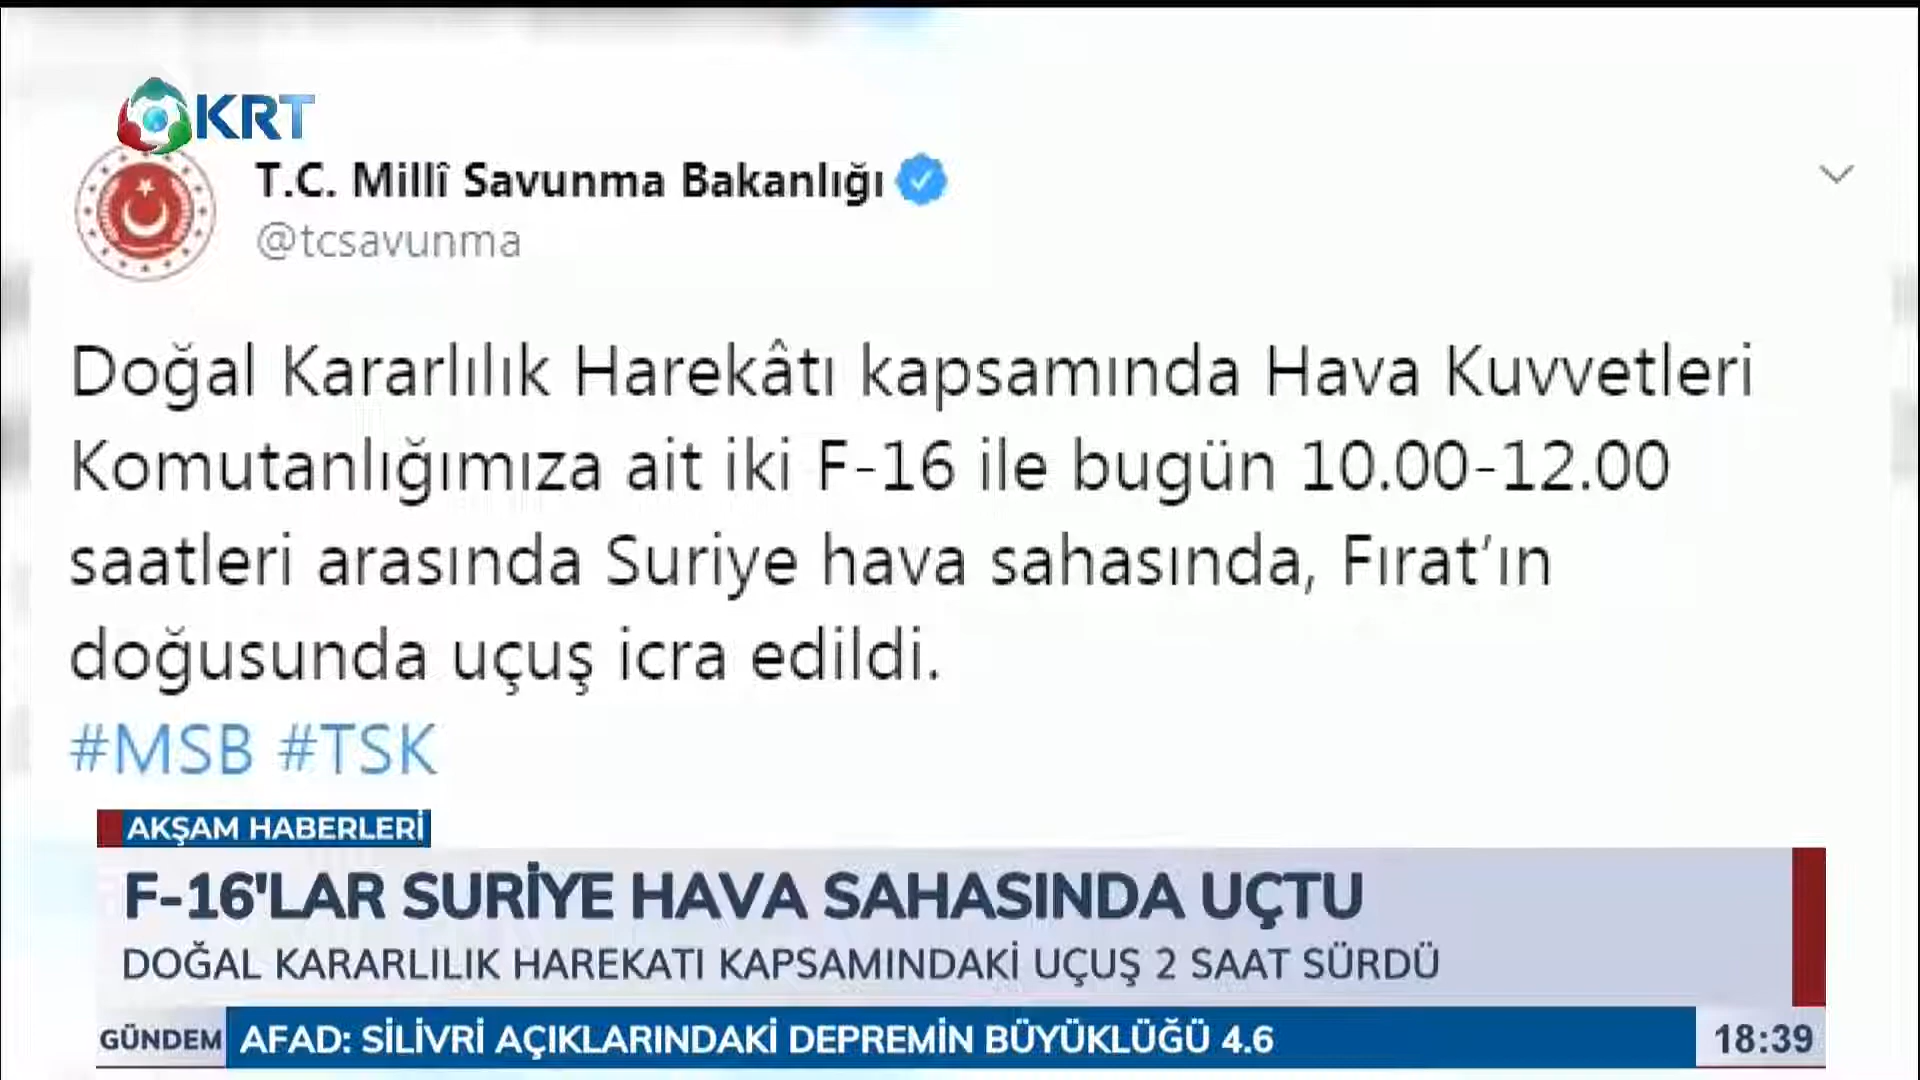 KRT
T.C. Millî Savunma Bakanlığı
@tcsavunma
Doğal Kararlılık Harekâtı kapsamında Hava Kuvvetleri
Komutanlığımıza ait iki F-16 ile bugün 10.00-12.00
saatleri arasında Suriye hava sahasında, Fırat’ın
doğusunda uçuş icra edildi.
#MSB #TSK
AKŞAM HABERLERİ
F-16'LAR SURİYE HAVA SAHASINDA UÇTU
DOĞAL KARARLILIK HAREKATI KAPSAMINDAKİ UÇUŞ 2 SAAT SÜRDÜ
GÜNDEM AFAD: SİLİVRİ AÇIKLARINDAKİ DEPREMİN BÜYÜKLÜĞÜ 4.6 18:39